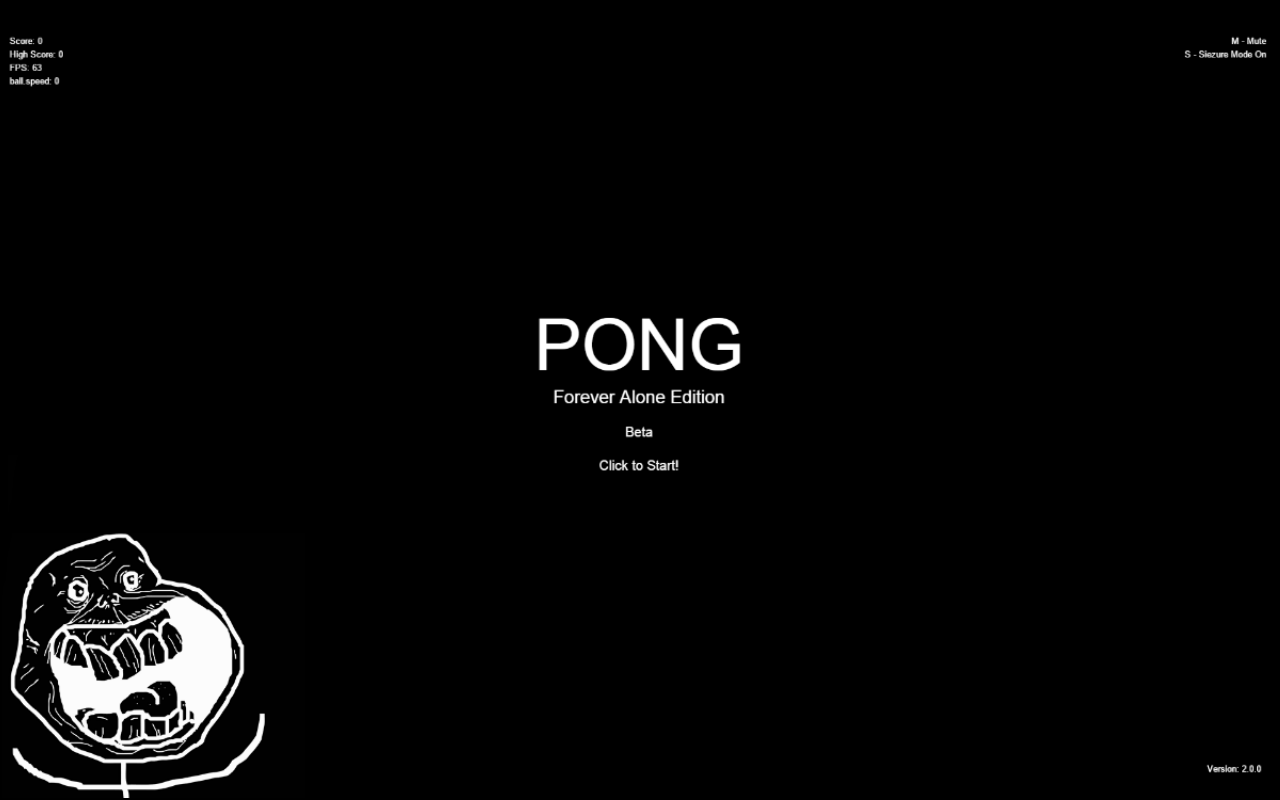 Score: 0
High Score: 0
FPS: 63
ball.speed: 0
M - Mute
S - Siezure Mode On
PONG
Forever Alone Edition
Beta
Click to Start!
Version: 2.0.0